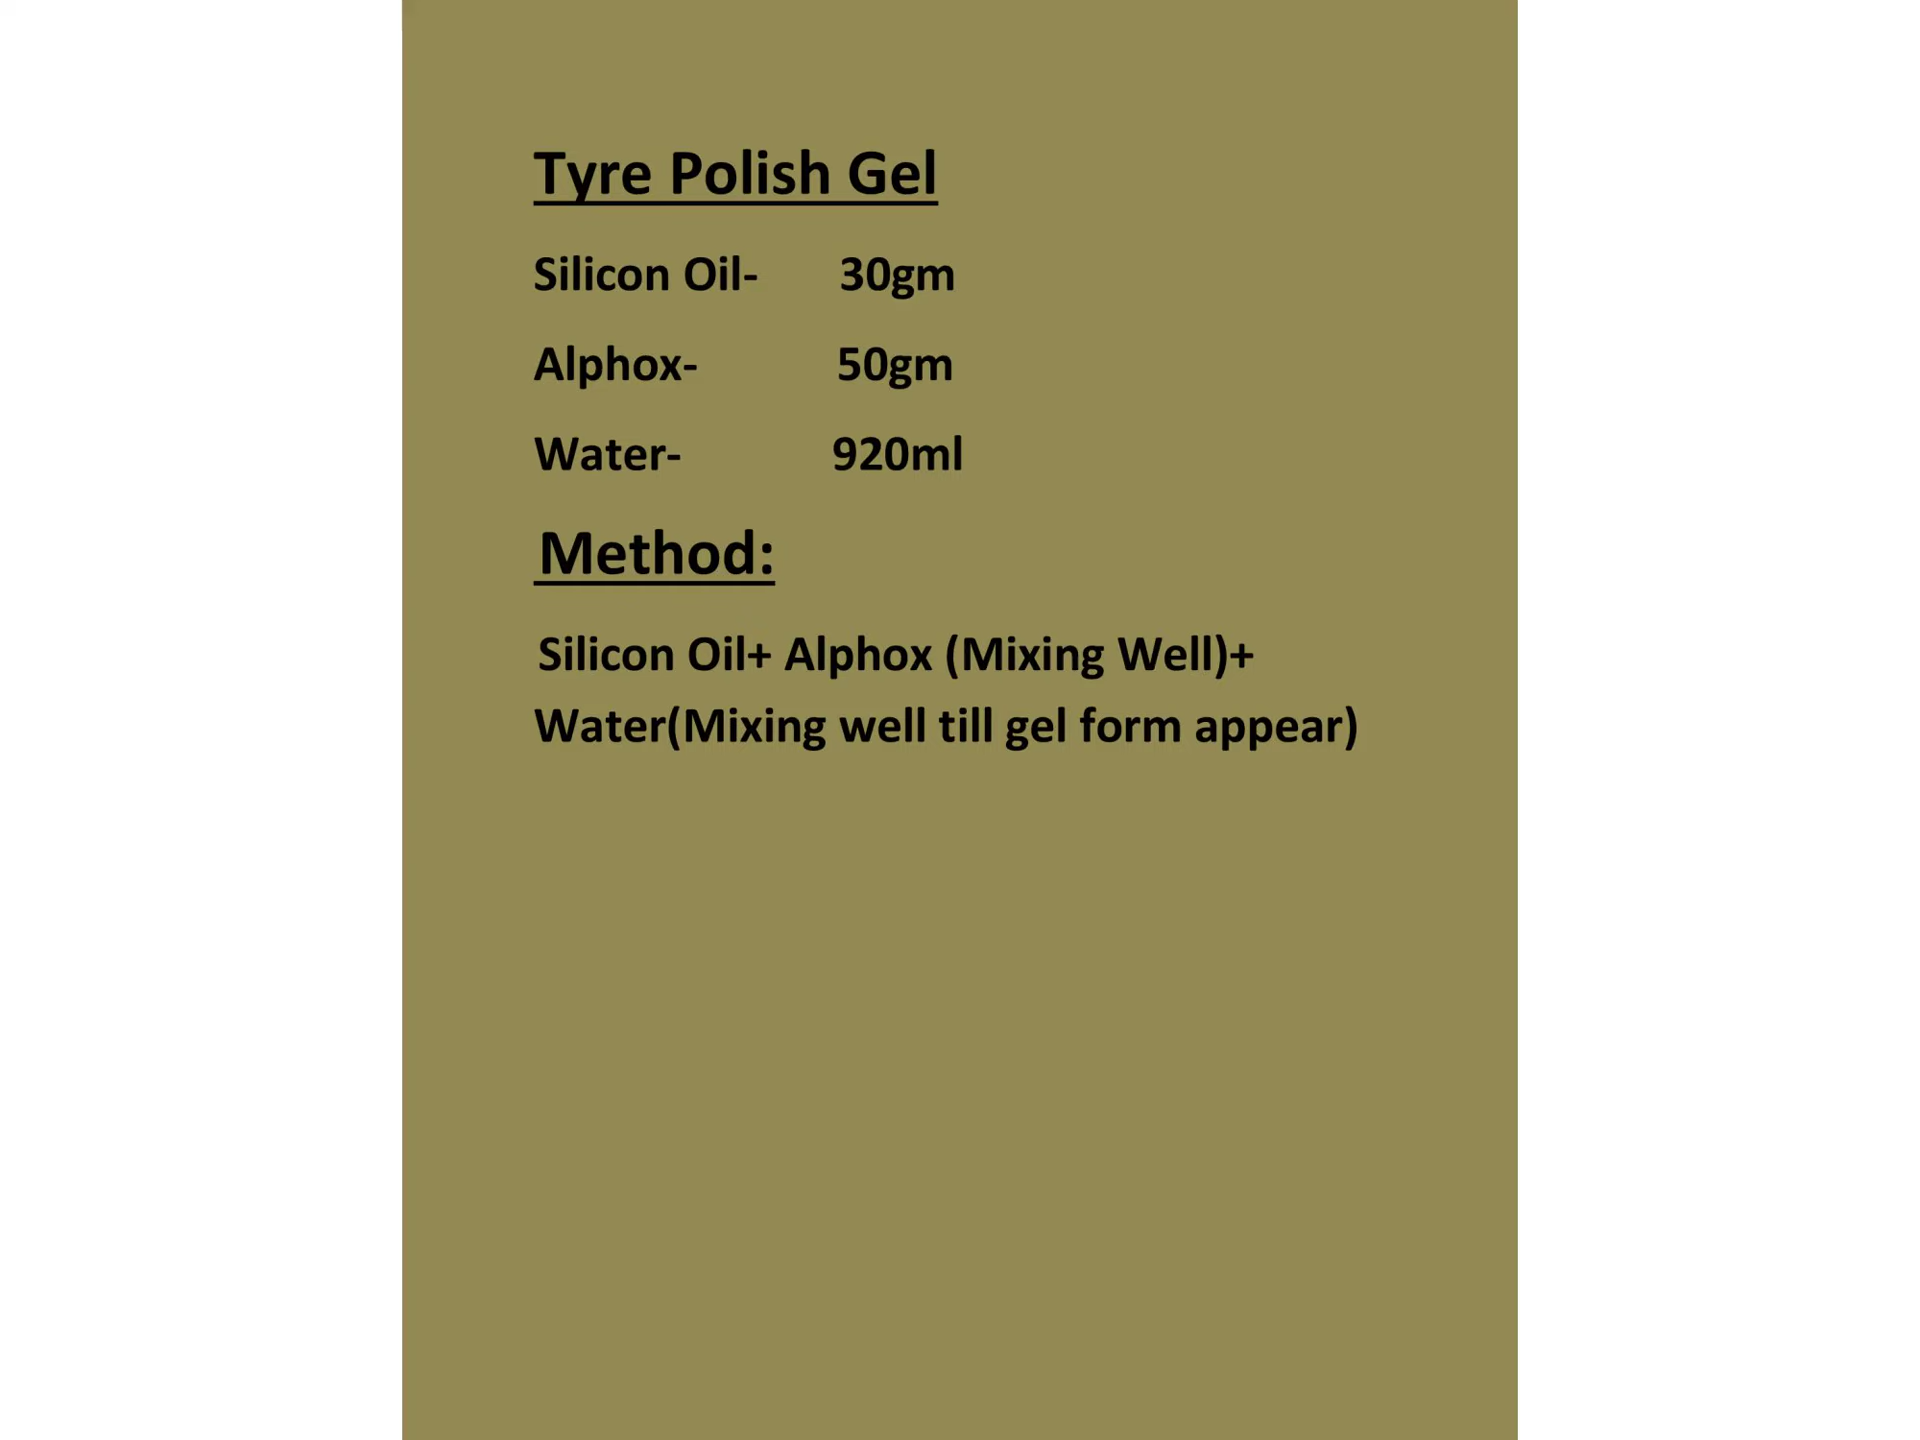 Tyre Polish Gel
Silicon Oil- 30gm
Alphox- 50gm
Water- 920ml
Method:
Silicon Oil+ Alphox (Mixing Well)+
Water(Mixing well till gel form appear)